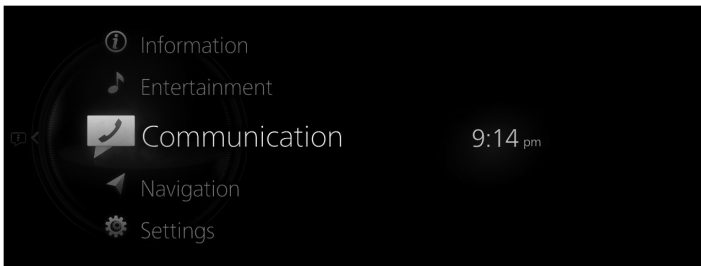 Information
Entertainment
Communication
9:14 pm
Navigation
Settings